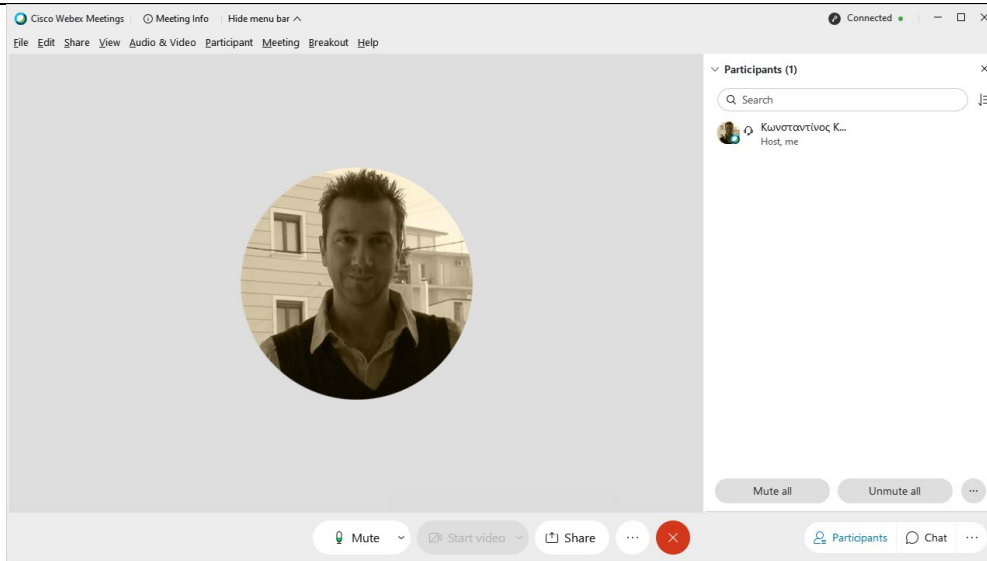 Cisco Webex Meetings Meeting Info Hide menu bar Connected
File Edit Share View Audio & Video Participant Meeting Breakout Help
Participants (1)
Search
Κωνσταντίνος Κ...
Host, me
Mute all Unmute all ...
Mute Start video Share ... Participants Chat ...